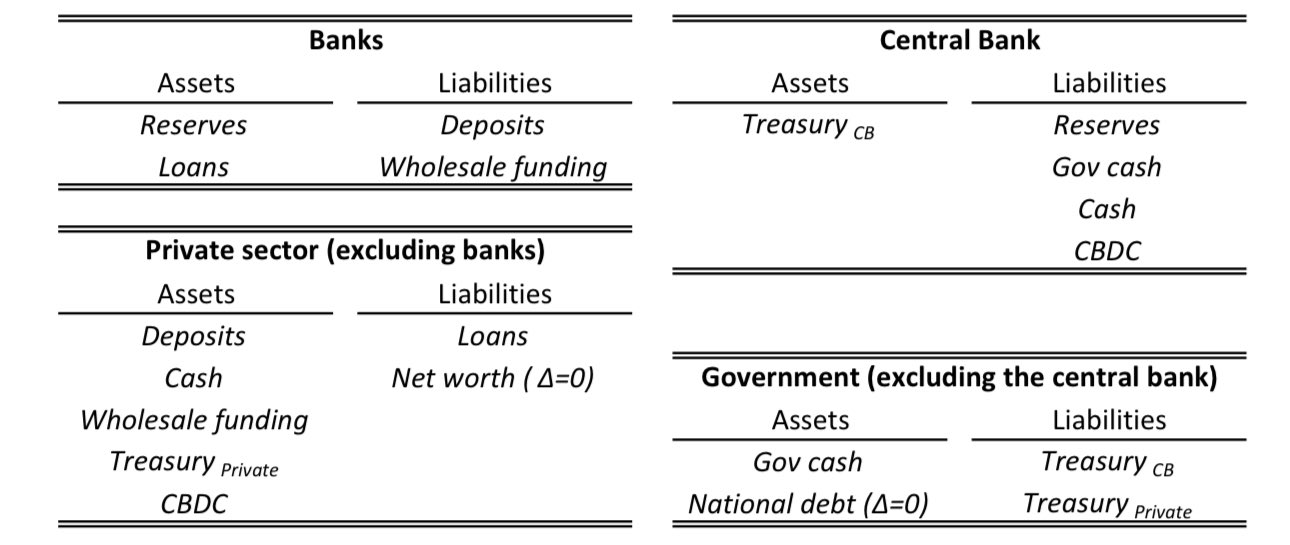 Banks
Assets Liabilities
Reserves Deposits
Loans Wholesale funding
Private sector (excluding banks)
Assets Liabilities
Deposits Loans
Cash Net worth ( Δ=0)
Wholesale funding
Treasury Private
CBDC
Central Bank
Assets Liabilities
Treasury CB Reserves
Gov cash
Cash
CBDC
Government (excluding the central bank)
Assets Liabilities
Gov cash Treasury CB
National debt (Δ=0) Treasury Private